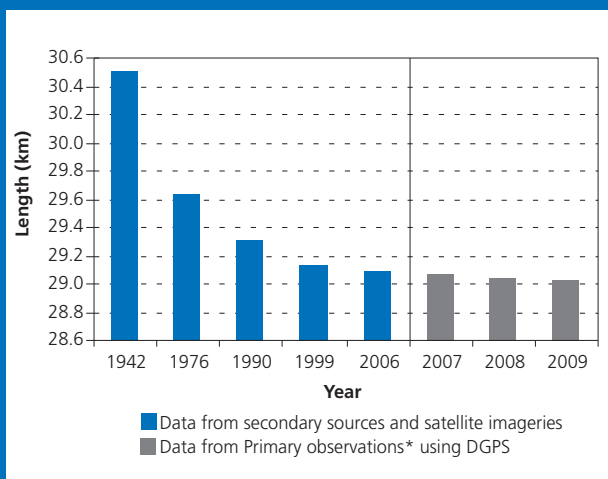 30.6
30.4
30.2
30.0
29.8
29.6
29.4
29.2
29.0
28.8
28.6
Length (km)
1942 1976 1990 1999 2006 2007 2008 2009
Year
Data from secondary sources and satellite imageries
Data from Primary observations* using DGPS